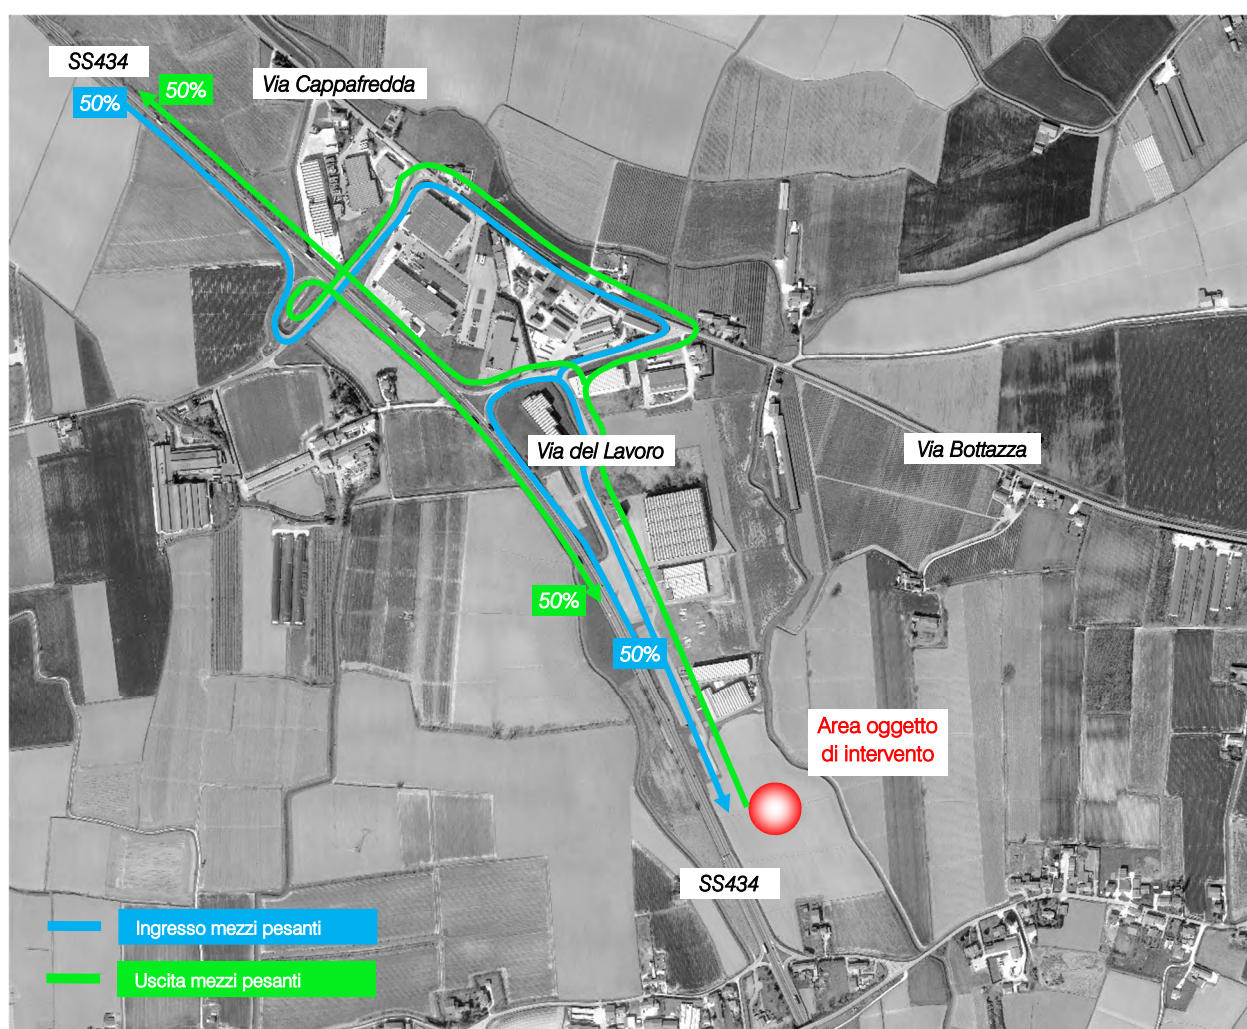 SS434
50%
50%
Via Cappafredda
Via del Lavoro
Via Bottazza
50%
50%
Area oggetto
di intervento
SS434
Ingresso mezzi pesanti
Uscita mezzi pesanti